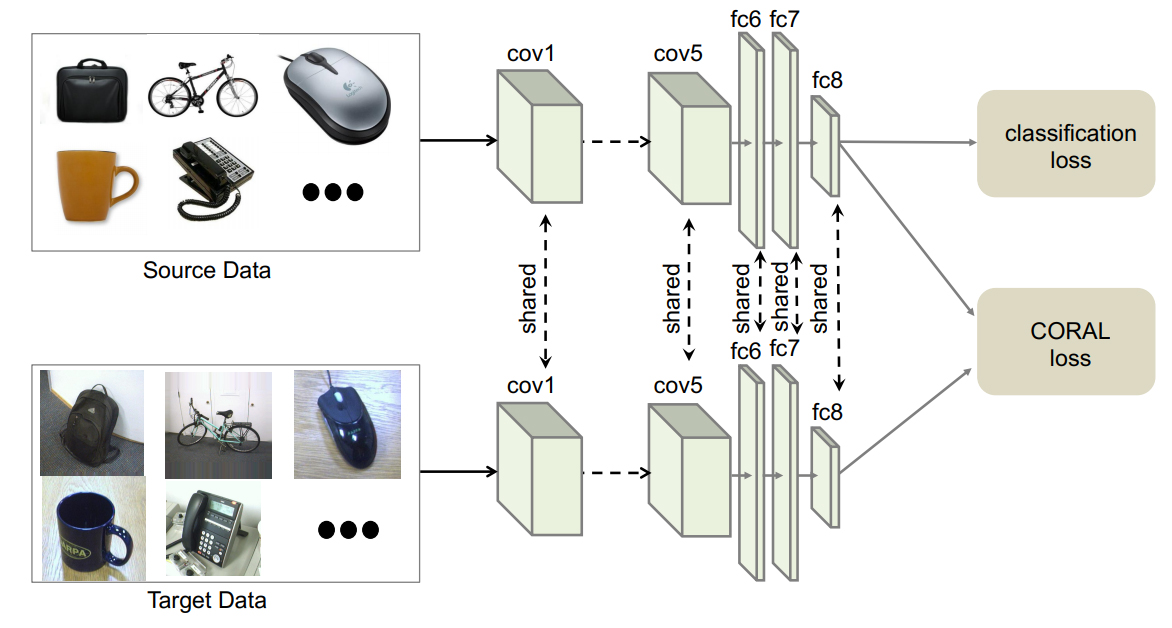 fc6 fc7
cov1
cov5
fc8
classification
loss
Source Data
shared
shared
shared
shared
shared
CORAL
loss
fc6 fc7
cov1
cov5
fc8
ARPA
Target Data